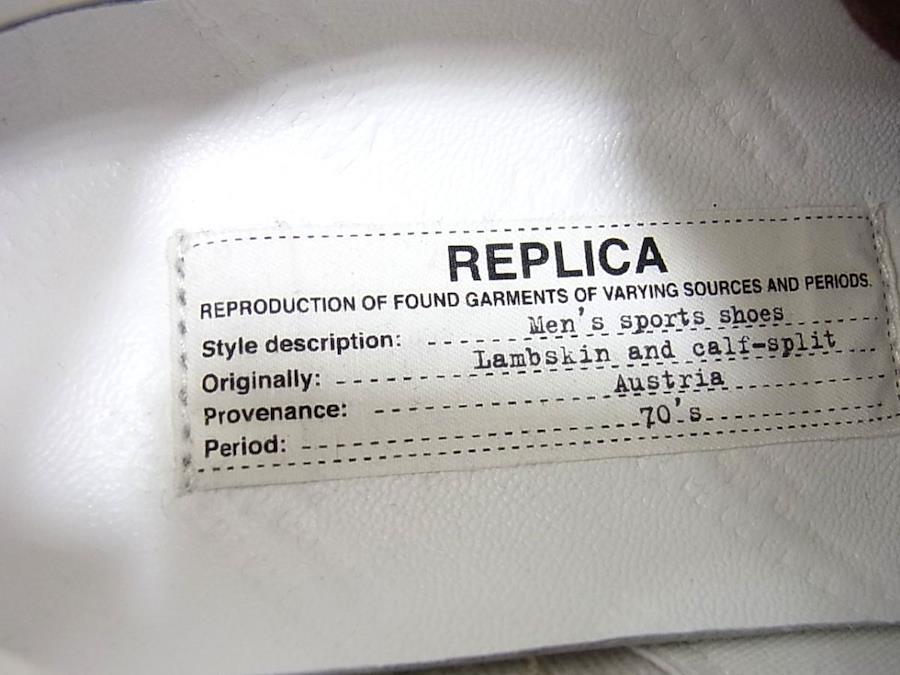 REPLICA
REPRODUCTION OF FOUND GARMENTS OF VARYING SOURCES AND PERIODS.
Style description: Men's sports shoes
Originally: Lambskin and calf-split
Provenance: Austria
Period: 70's